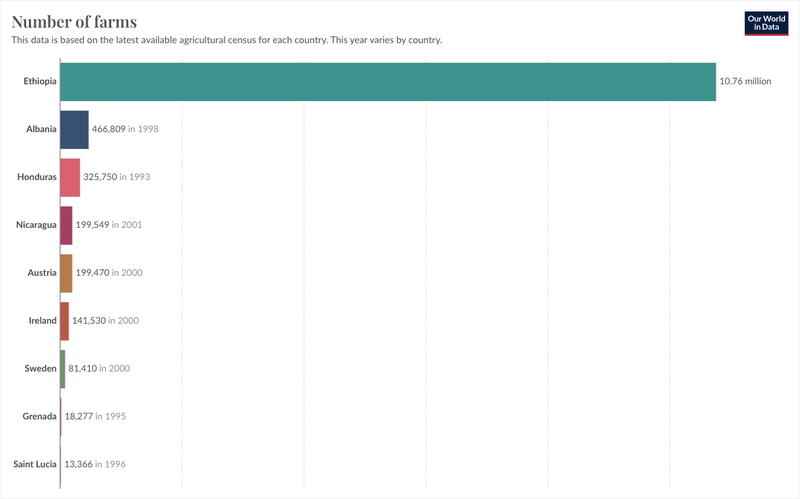 Number of farms
This data is based on the latest available agricultural census for each country. This year varies by country.
Our World
in Data
Ethiopia 10.76 million
Albania 466,809 in 1998
Honduras 325,750 in 1993
Nicaragua 199,549 in 2001
Austria 199,470 in 2000
Ireland 141,530 in 2000
Sweden 81,410 in 2000
Grenada 18,277 in 1995
Saint Lucia 13,366 in 1996